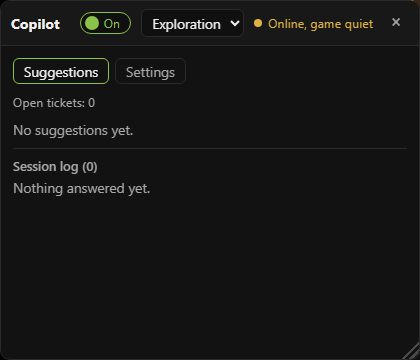 Copilot On Exploration Online, game quiet ×
Suggestions Settings
Open tickets: 0
No suggestions yet.
Session log (0)
Nothing answered yet.